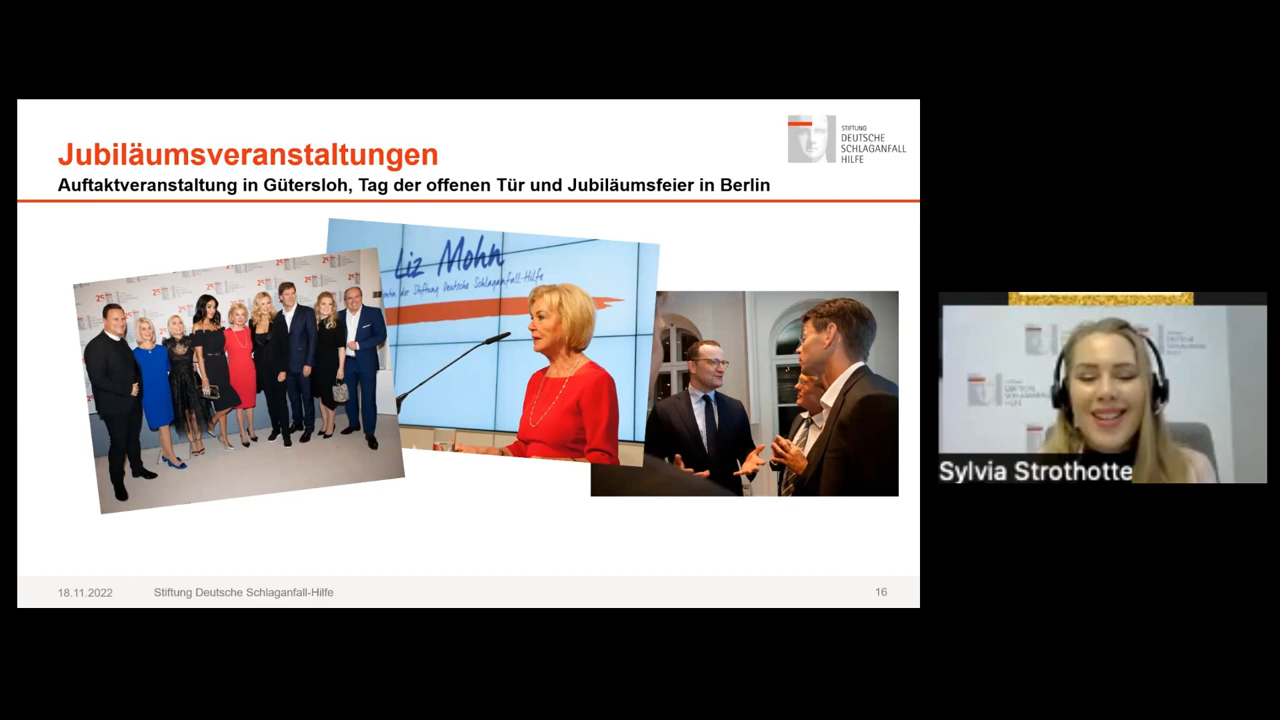 Jubiläumsveranstaltungen
Auftaktveranstaltung in Gütersloh, Tag der offenen Tür und Jubiläumsfeier in Berlin
STIFTUNG
DEUTSCHE
SCHLAGANFALL
HILFE
Liz Mohn
der Stiftung Deutsche Schlaganfall-Hilfe
Sylvia Strothotte
18.11.2022
Stiftung Deutsche Schlaganfall-Hilfe
16